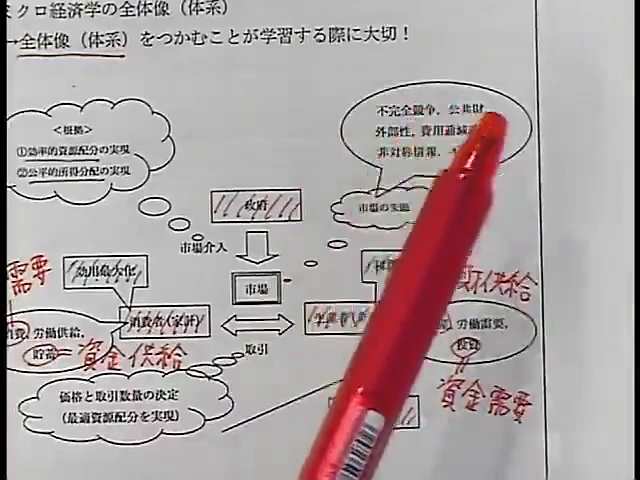 ミクロ経済学の全体像（体系）
→全体像（体系）をつかむことが学習する際に大切！
不完全競争，公共財
外部性，費用逓減
非対称情報，
＜根拠＞
①効率的資源配分の実現
②公平的所得分配の実現
政府
市場の失敗
市場介入
需要
効用最大化
市場
供給
消費者（家計）
生産者
消費，労働供給，
労働需要，
貯蓄＝資金供給
取引
投資
＝
資金需要
価格と取引数量の決定
（最適資源配分を実現）